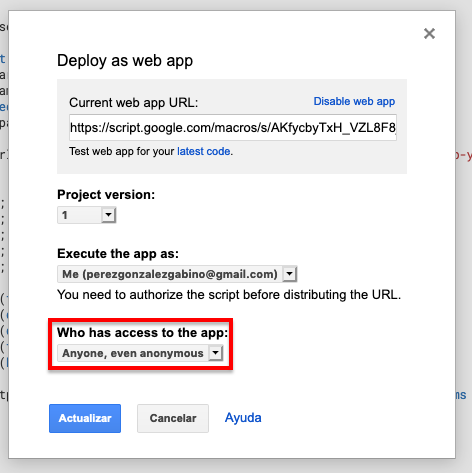 Deploy as web app
Current web app URL:
Disable web app
https://script.google.com/macros/s/AKfycbyTxH_VZL8F8
Test web app for your latest code.
Project version:
1
Execute the app as:
Me (perezgonzalezgabino@gmail.com)
You need to authorize the script before distributing the URL.
Who has access to the app:
Anyone, even anonymous
Actualizar
Cancelar
Ayuda